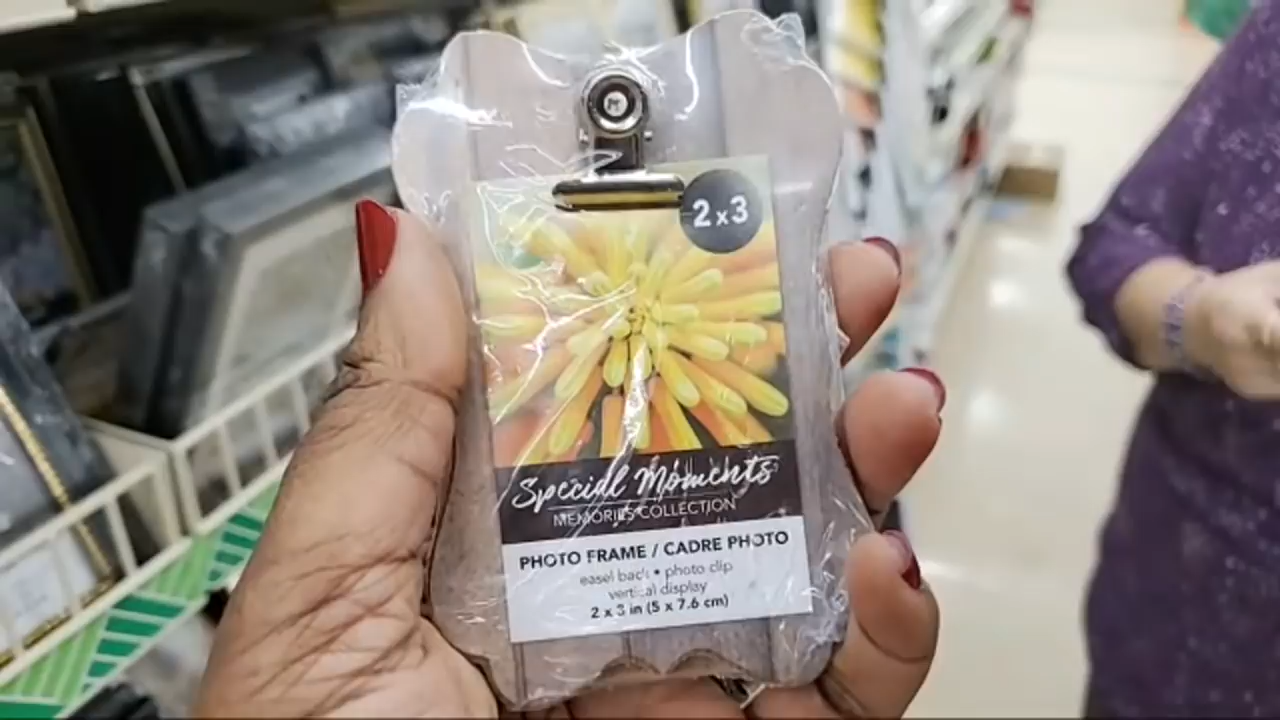 2x3
Special Moments
MEMORIES COLLECTION
PHOTO FRAME / CADRE PHOTO
easel back • photo clip
vertical display
2 x 3 in (5 x 7.6 cm)